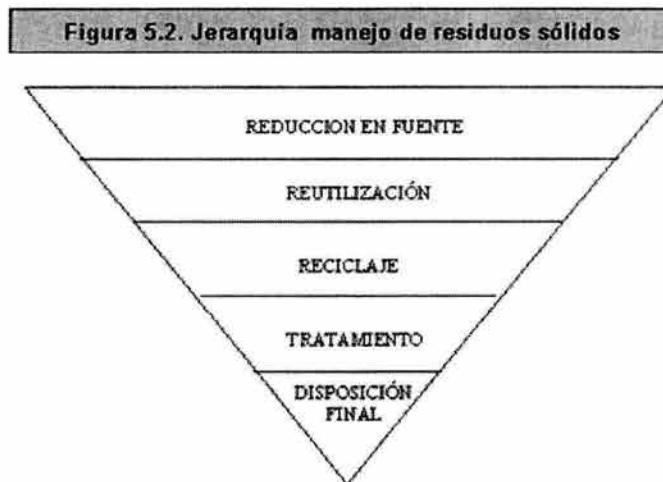 Figura 5.2. Jerarquía manejo de residuos sólidos
REDUCCION EN FUENTE
REUTILIZACIÓN
RECICLAJE
TRATAMIENTO
DISPOSICIÓN
FINAL